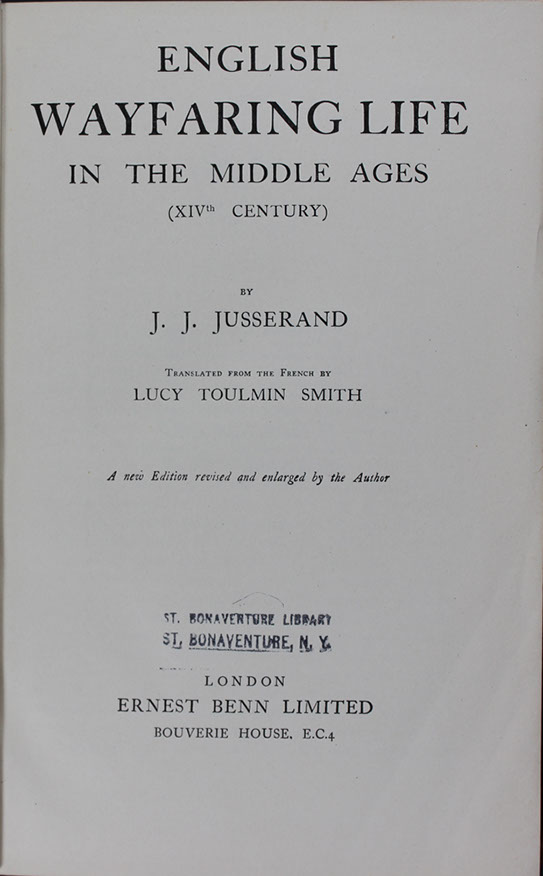 ENGLISH
WAYFARING LIFE
IN THE MIDDLE AGES
(XIVth CENTURY)
BY
J. J. JUSSERAND
TRANSLATED FROM THE FRENCH BY
LUCY TOULMIN SMITH
A new Edition revised and enlarged by the Author
ST. BONAVENTURE LIBRARY
ST. BONAVENTURE, N. Y.
LONDON
ERNEST BENN LIMITED
BOUVERIE HOUSE. E.C.4